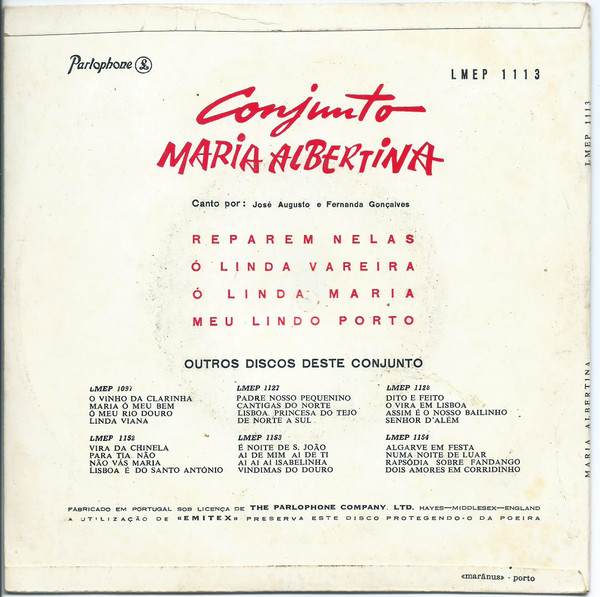 Parlophone
LMEP 1113
Conjunto
MARIA ALBERTINA
Canto por: José Augusto e Fernanda Gonçalves
REPAREM NELAS
Ó LINDA VAREIRA
Ó LINDA MARIA
MEU LINDO PORTO
OUTROS DISCOS DESTE CONJUNTO
LMEP 1091
O VINHO DA CLARINHA
MARIA Ó MEU BEM
Ó MEU RIO DOURO
LINDA VIANA
LMEP 1127
PADRE NOSSO PEQUENINO
CANTIGAS DO NORTE
LISBOA PRINCESA DO TEJO
DE NORTE A SUL
LMEP 1128
DITO E FEITO
O VIRA EM LISBOA
ASSIM É O NOSSO BAILINHO
SENHOR D'ALÉM
LMEP 1152
VIRA DA CHINELA
PARA TIA, NÃO
NÃO VÁS MARIA
LISBOA É DO SANTO ANTÓNIO
LMEP 1153
É NOITE DE S. JOÃO
AI DE MIM AI DE TI
AI AI AI ISABELINHA
VINDIMAS DO DOURO
LMEP 1154
ALGARVE EM FESTA
NUMA NOITE DE LUAR
RAPSÓDIA SOBRE FANDANGO
DOIS AMORES EM CORRIDINHO
FABRICADO EM PORTUGAL SOB LICENÇA DE THE PARLOPHONE COMPANY, LTD. HAYES—MIDDLESEX—ENGLAND
A UTILIZAÇÃO DE «EMITEX» PRESERVA ESTE DISCO PROTEGENDO-O DA POEIRA
«marânus» - porto
LMEP 1113
MARIA ALBERTINA